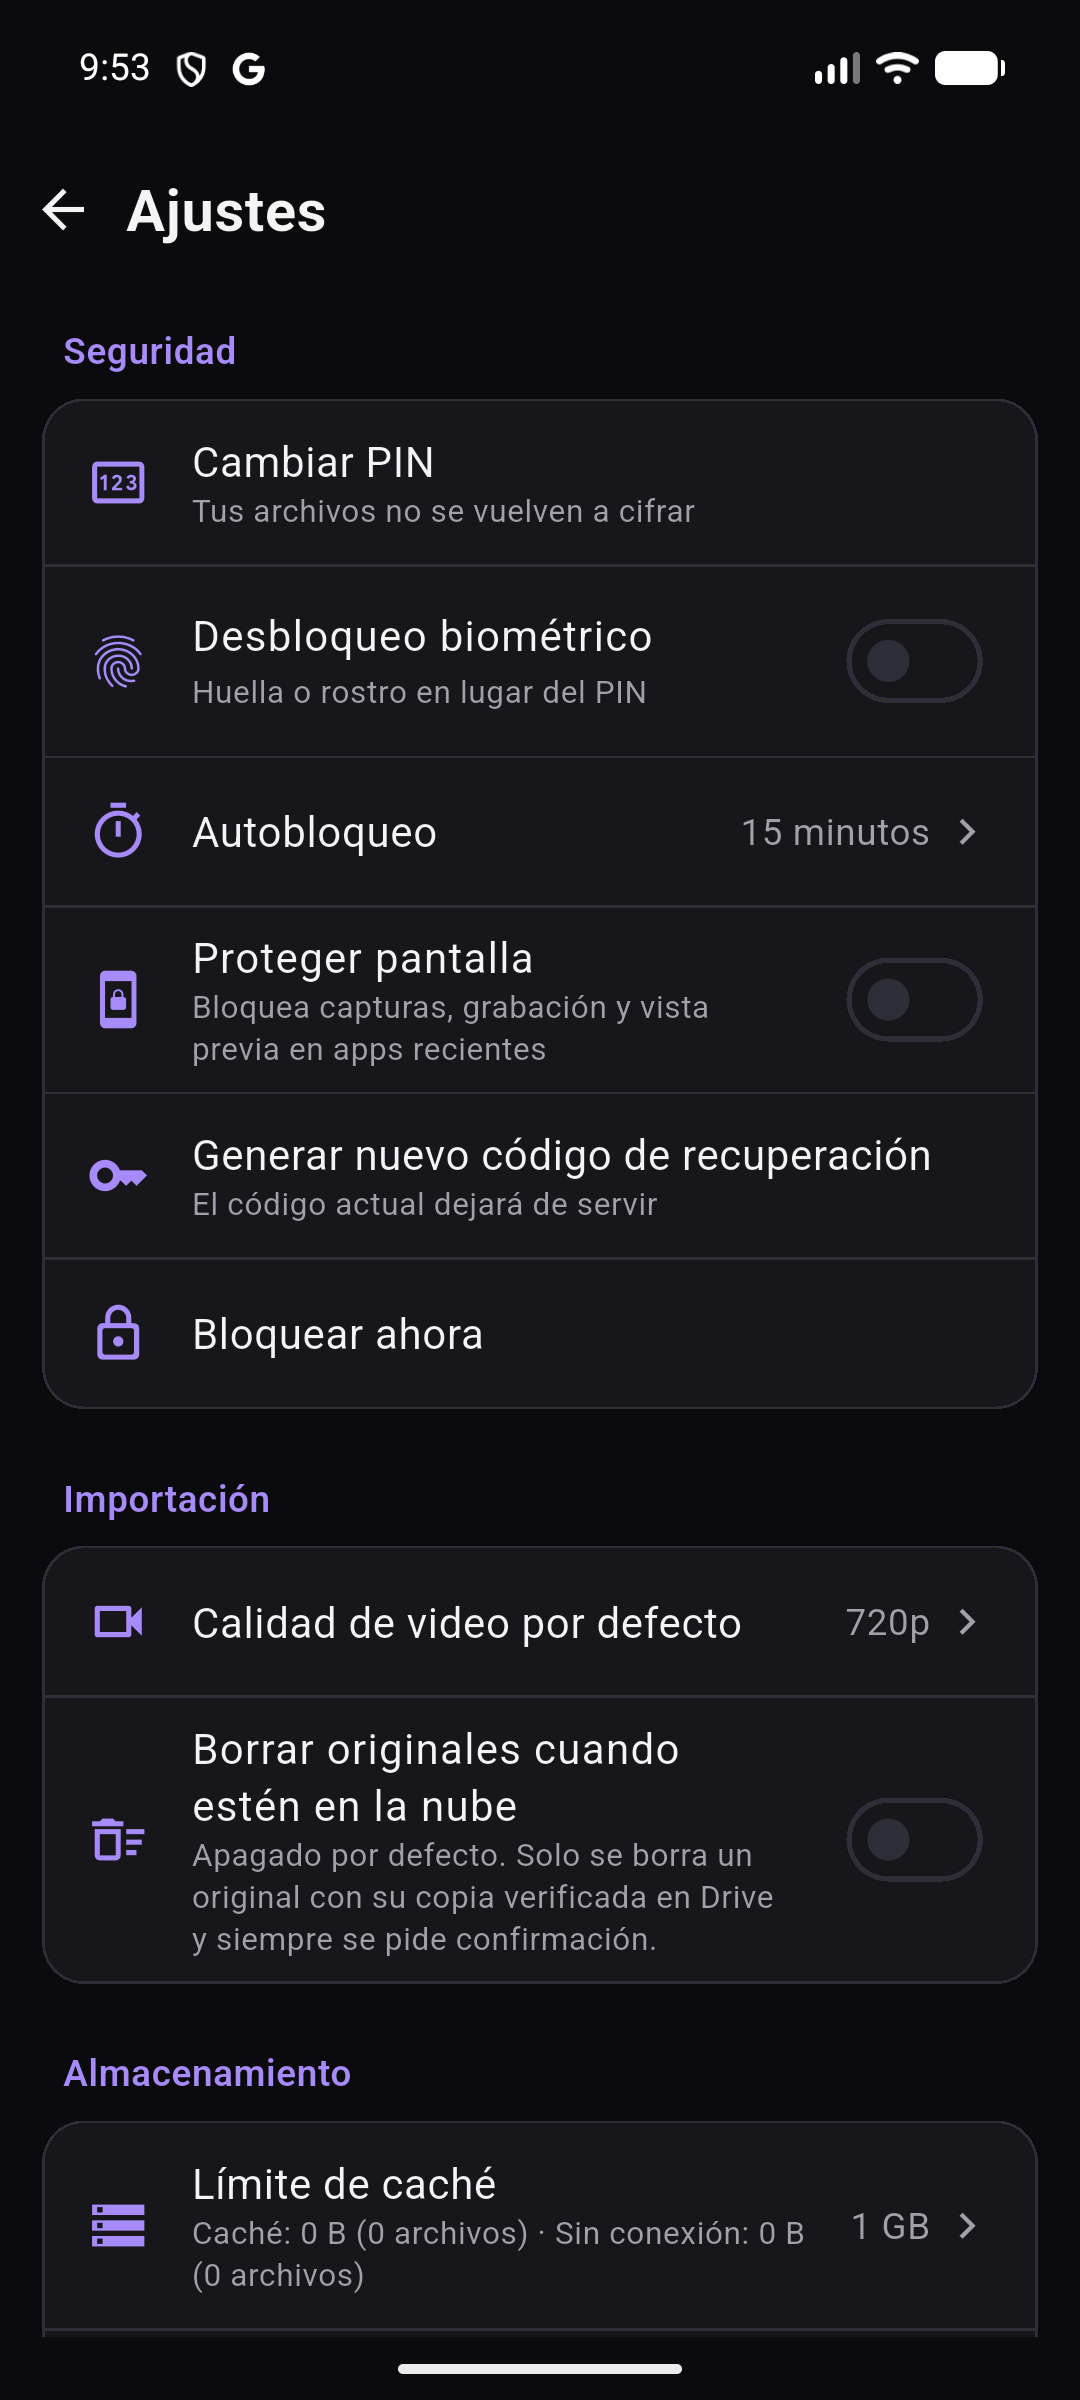 9:53
Ajustes
Seguridad
123
Cambiar PIN
Tus archivos no se vuelven a cifrar
Desbloqueo biométrico
Huella o rostro en lugar del PIN
Autobloqueo
15 minutos
Proteger pantalla
Bloquea capturas, grabación y vista
previa en apps recientes
Generar nuevo código de recuperación
El código actual dejará de servir
Bloquear ahora
Importación
Calidad de video por defecto
720p
Borrar originales cuando
estén en la nube
Apagado por defecto. Solo se borra un
original con su copia verificada en Drive
y siempre se pide confirmación.
Almacenamiento
Límite de caché
Caché: 0 B (0 archivos) · Sin conexión: 0 B
(0 archivos)
1 GB